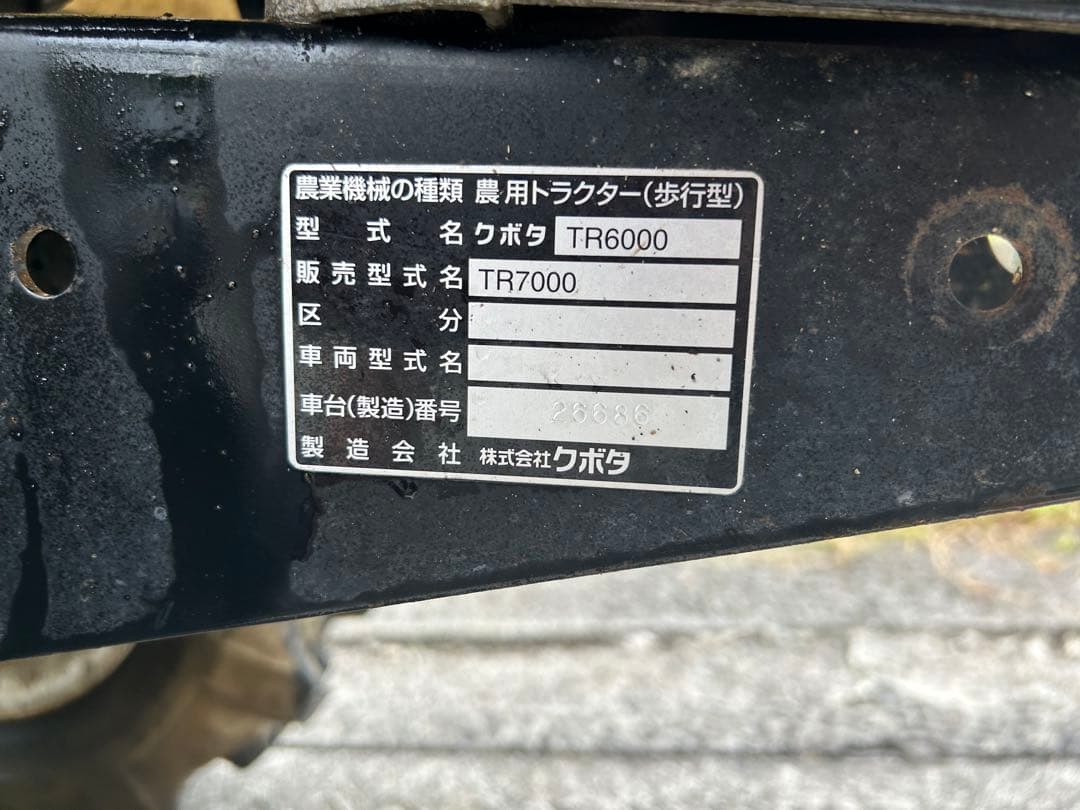 農業機械の種類 農用トラクター(歩行型)
型式名 クボタ TR6000
販売型式名 TR7000
区分
車両型式名
車台(製造)番号 26686
製造会社 株式会社クボタ